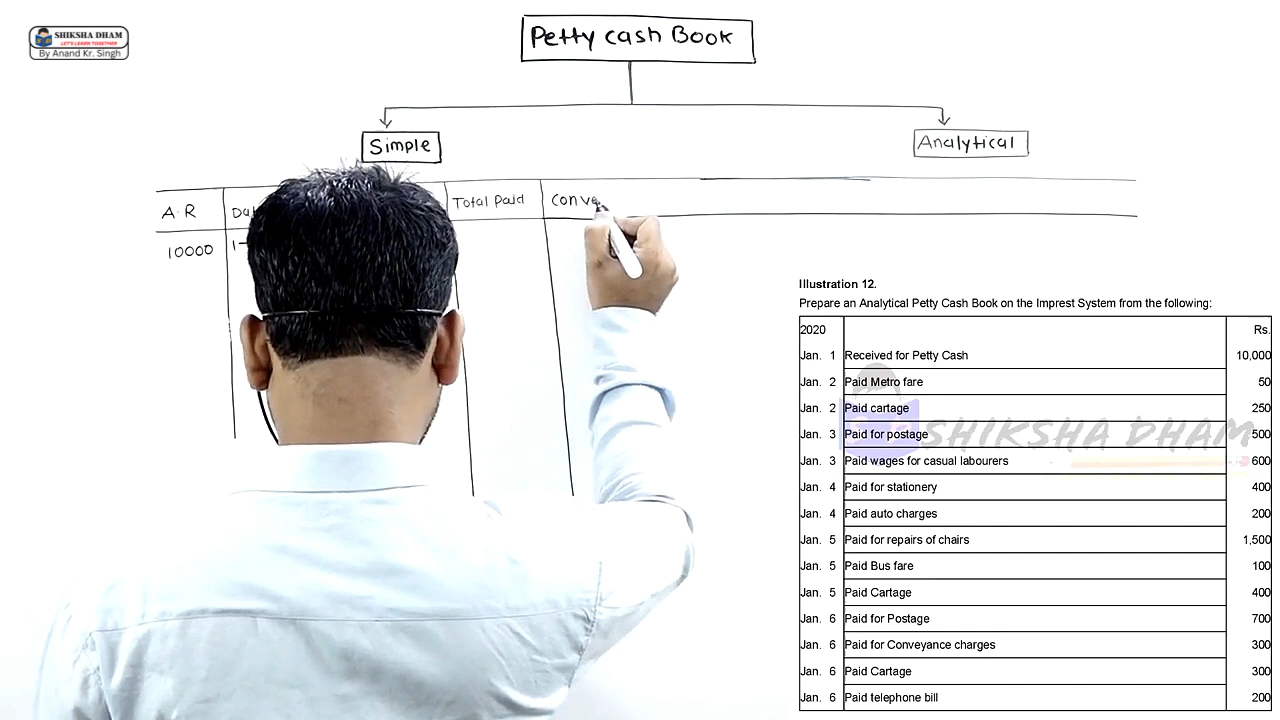 SHIKSHA DHAM
LET'S LEARN TOGETHER
By Anand Kr. Singh
Petty cash Book
Simple
Analytical
A.R
Total Paid
Conve
10000
Illustration 12.
Prepare an Analytical Petty Cash Book on the Imprest System from the following:
2020 Rs.
Jan. 1 Received for Petty Cash 10,000
Jan. 2 Paid Metro fare 50
Jan. 2 Paid cartage 250
Jan. 3 Paid for postage 500
SHIKSHA DHAM
Jan. 3 Paid wages for casual labourers 600
Jan. 4 Paid for stationery 400
Jan. 4 Paid auto charges 200
Jan. 5 Paid for repairs of chairs 1,500
Jan. 5 Paid Bus fare 100
Jan. 5 Paid Cartage 400
Jan. 6 Paid for Postage 700
Jan. 6 Paid for Conveyance charges 300
Jan. 6 Paid Cartage 300
Jan. 6 Paid telephone bill 200